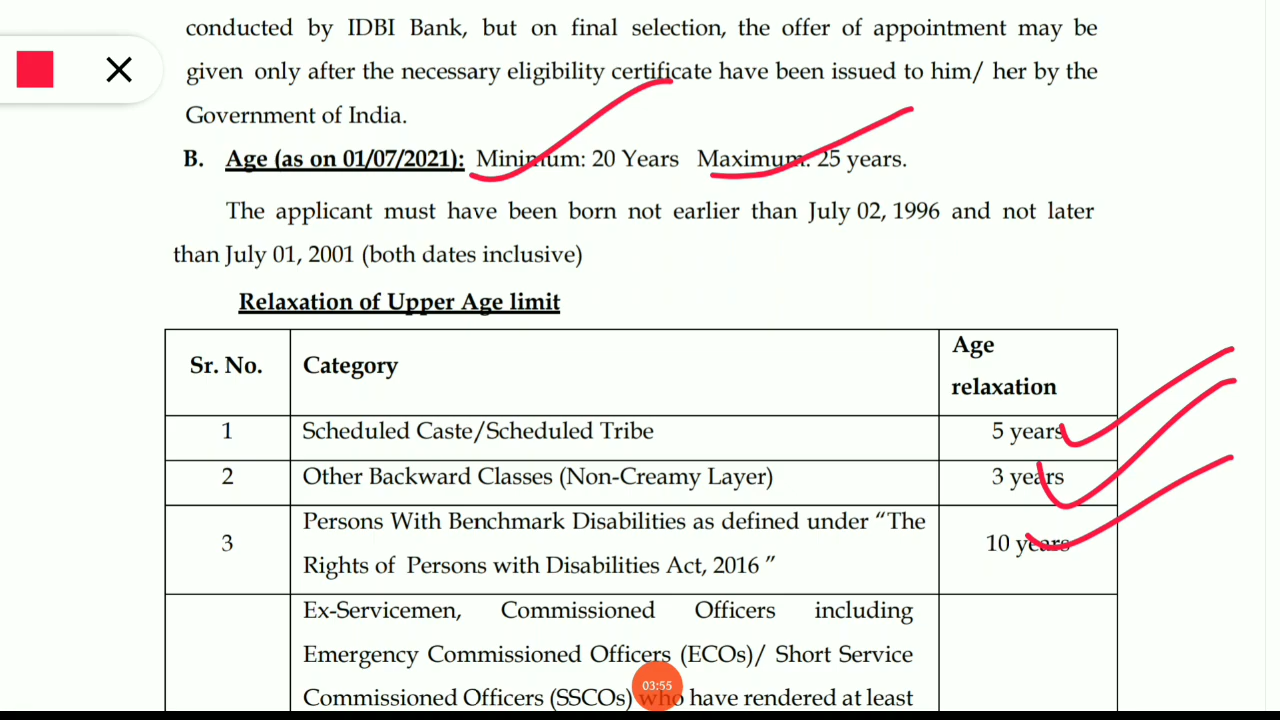 conducted by IDBI Bank, but on final selection, the offer of appointment may be
given only after the necessary eligibility certificate have been issued to him/ her by the
Government of India.
B. Age (as on 01/07/2021): Minimum: 20 Years Maximum: 25 years.
The applicant must have been born not earlier than July 02, 1996 and not later
than July 01, 2001 (both dates inclusive)
Relaxation of Upper Age limit
Sr. No. Category Age relaxation
1 Scheduled Caste/Scheduled Tribe 5 years
2 Other Backward Classes (Non-Creamy Layer) 3 years
3 Persons With Benchmark Disabilities as defined under “The Rights of Persons with Disabilities Act, 2016 ” 10 years
Ex-Servicemen, Commissioned Officers including
Emergency Commissioned Officers (ECOs)/ Short Service
Commissioned Officers (SSCOs) who have rendered at least
03:55